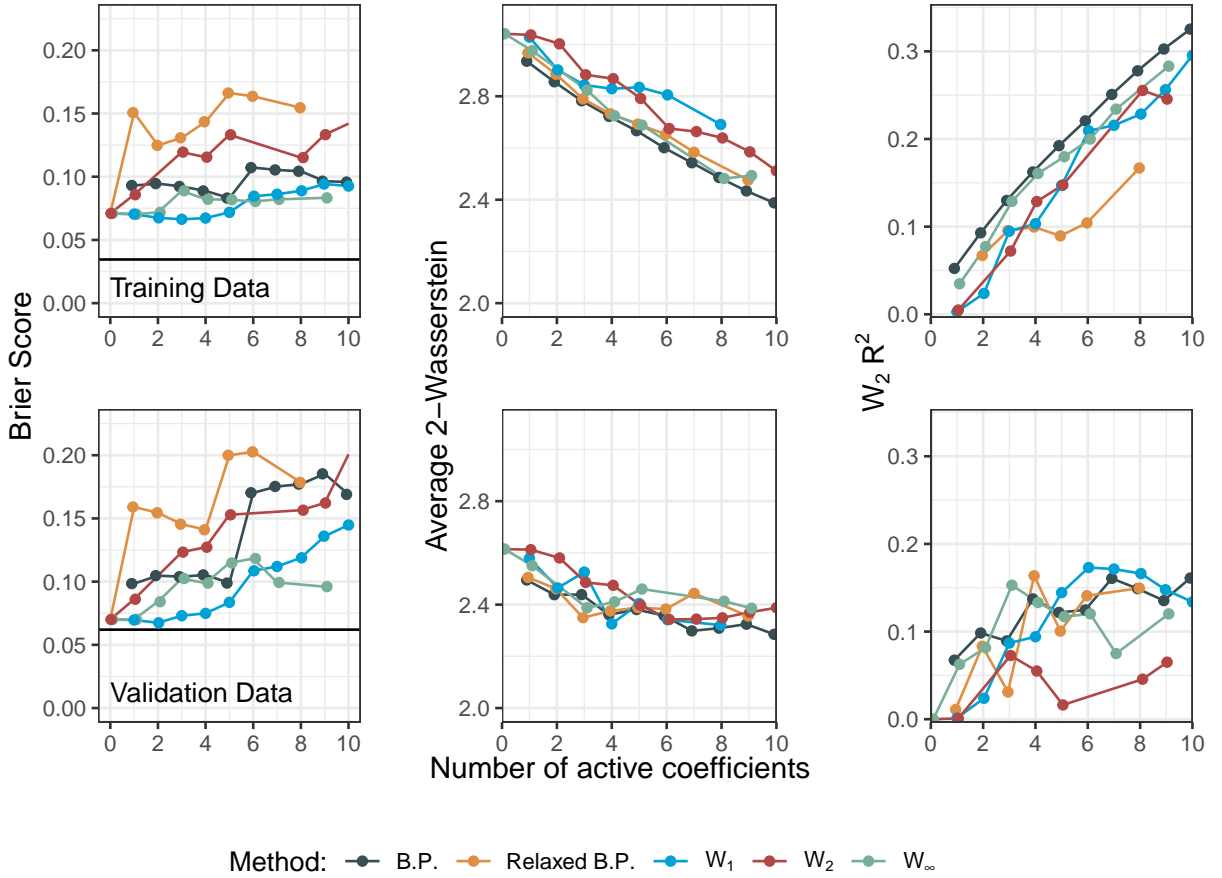 Brier Score
0.20
0.15
0.10
0.05
0.00
Training Data
0 2 4 6 8 10
Average 2−Wasserstein
2.8
2.4
2.0
0 2 4 6 8 10
W₂ R²
0.3
0.2
0.1
0.0
0 2 4 6 8 10
0.20
0.15
0.10
0.05
0.00
Validation Data
0 2 4 6 8 10
2.8
2.4
2.0
0 2 4 6 8 10
0.3
0.2
0.1
0.0
0 2 4 6 8 10
Number of active coefficients
Method: B.P. Relaxed B.P. W₁ W₂ W∞